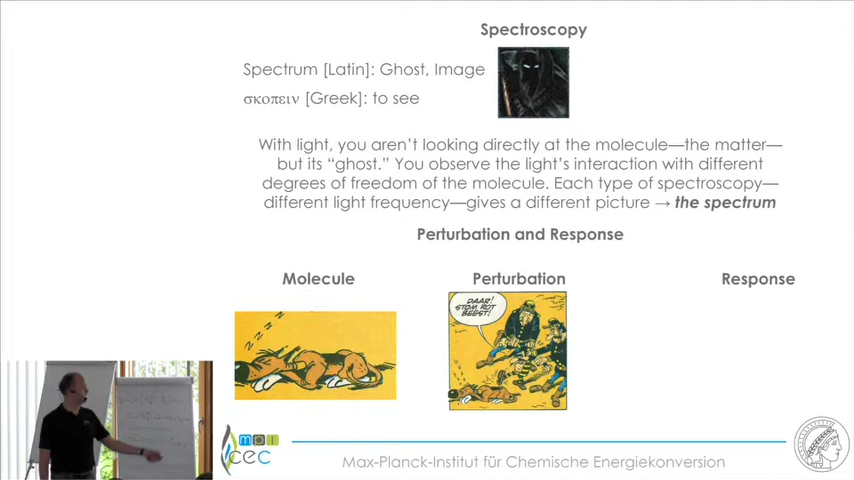 Spectroscopy
Spectrum [Latin]: Ghost, Image
σκοπειν [Greek]: to see
With light, you aren't looking directly at the molecule—the matter—
but its “ghost.” You observe the light's interaction with different
degrees of freedom of the molecule. Each type of spectroscopy—
different light frequency—gives a different picture → the spectrum
Perturbation and Response
Molecule
Perturbation
Response
z z z z
DAAR!
STOM ROT
BEEST!
mpi
cec
Max-Planck-Institut für Chemische Energiekonversion